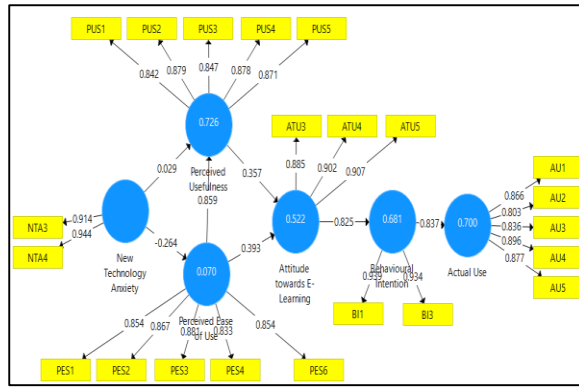 PUS1 PUS2 PUS3 PUS4 PUS5
0.842 0.879 0.847 0.878 0.871
0.726
Perceived
Usefulness
ATU3 ATU4 ATU5
0.885 0.902 0.907
0.029
0.357
0.859
NTA3
NTA4
0.914
0.944
New
Technology
Anxiety
-0.264
0.393
0.522
Attitude
towards E-
Learning
0.825
0.681
Behavioural
Intention
0.837
0.700
Actual Use
AU1
AU2
AU3
AU4
AU5
0.866
0.803
0.836
0.896
0.877
0.939 0.934
BI1 BI3
0.070
Perceived Ease
of Use
0.854 0.867 0.881 0.833 0.854
PES1 PES2 PES3 PES4 PES6